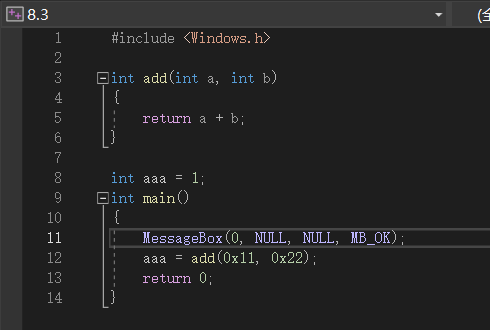 8.3 (全
1 #include <Windows.h>
2
3 int add(int a, int b)
4 {
5 return a + b;
6 }
7
8 int aaa = 1;
9 int main()
10 {
11 MessageBox(0, NULL, NULL, MB_OK);
12 aaa = add(0x11, 0x22);
13 return 0;
14 }